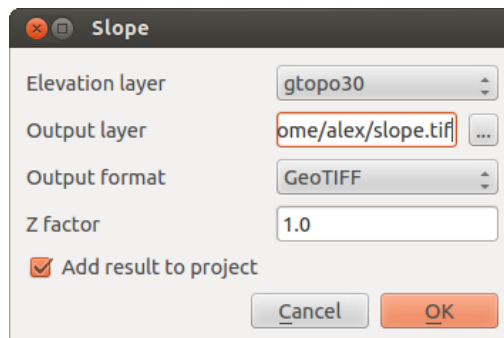 Slope
Elevation layer gtopo30
Output layer ome/alex/slope.tif ...
Output format GeoTIFF
Z factor 1.0
Add result to project
Cancel OK